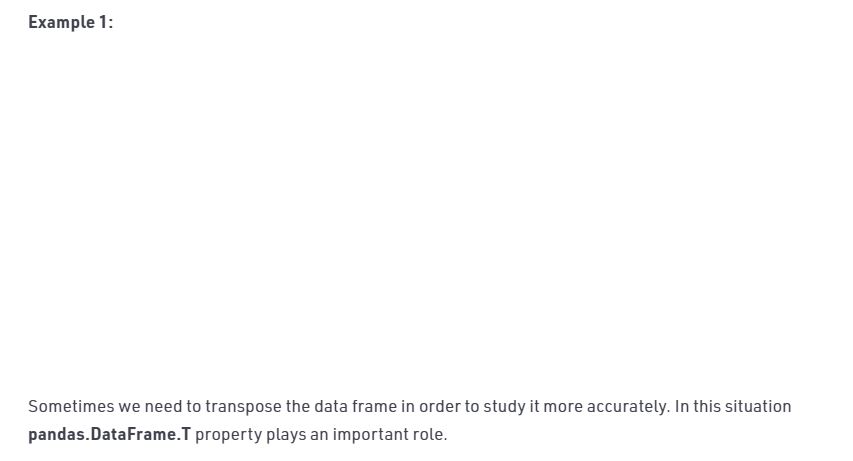 Example 1:
Sometimes we need to transpose the data frame in order to study it more accurately. In this situation
pandas.DataFrame.T property plays an important role.